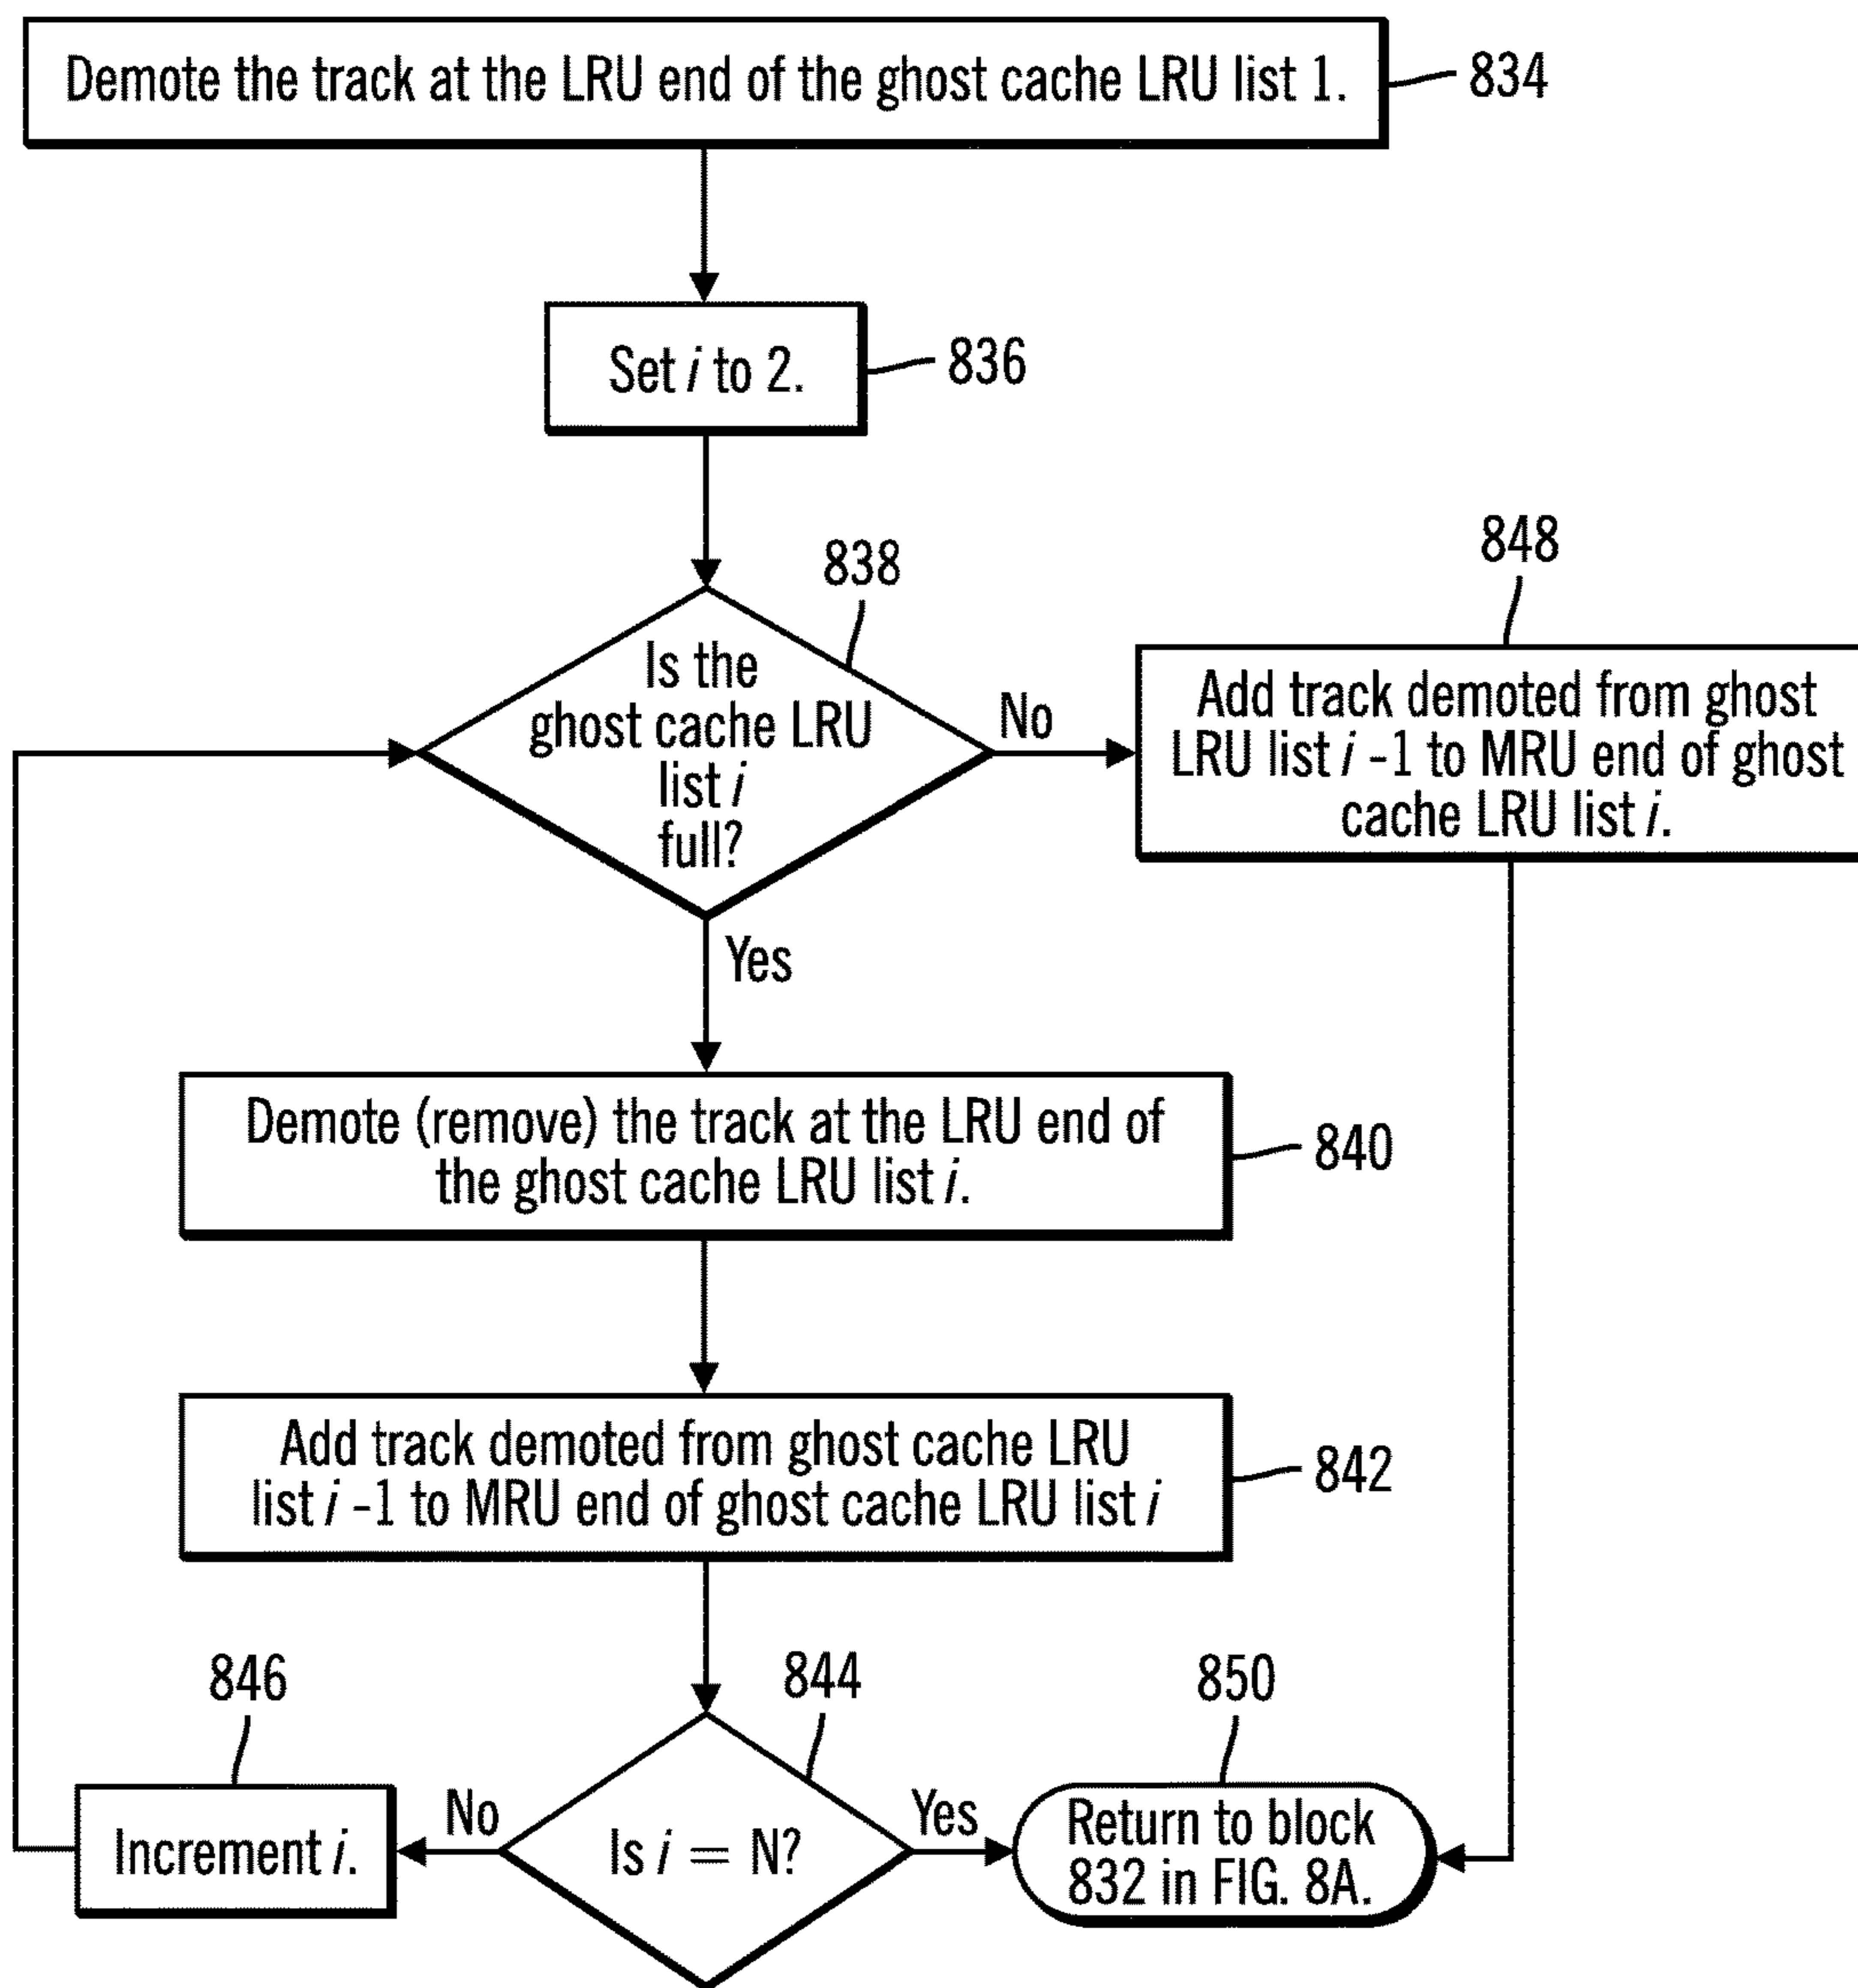 Demote the track at the LRU end of the ghost cache LRU list 1.
834
Set i to 2.
836
838
Is the
ghost cache LRU
list i
full?
No
Yes
848
Add track demoted from ghost
LRU list i -1 to MRU end of ghost
cache LRU list i.
Demote (remove) the track at the LRU end of
the ghost cache LRU list i.
840
Add track demoted from ghost cache LRU
list i -1 to MRU end of ghost cache LRU list i
842
846
Increment i.
No
844
Is i = N?
Yes
850
Return to block
832 in FIG. 8A.